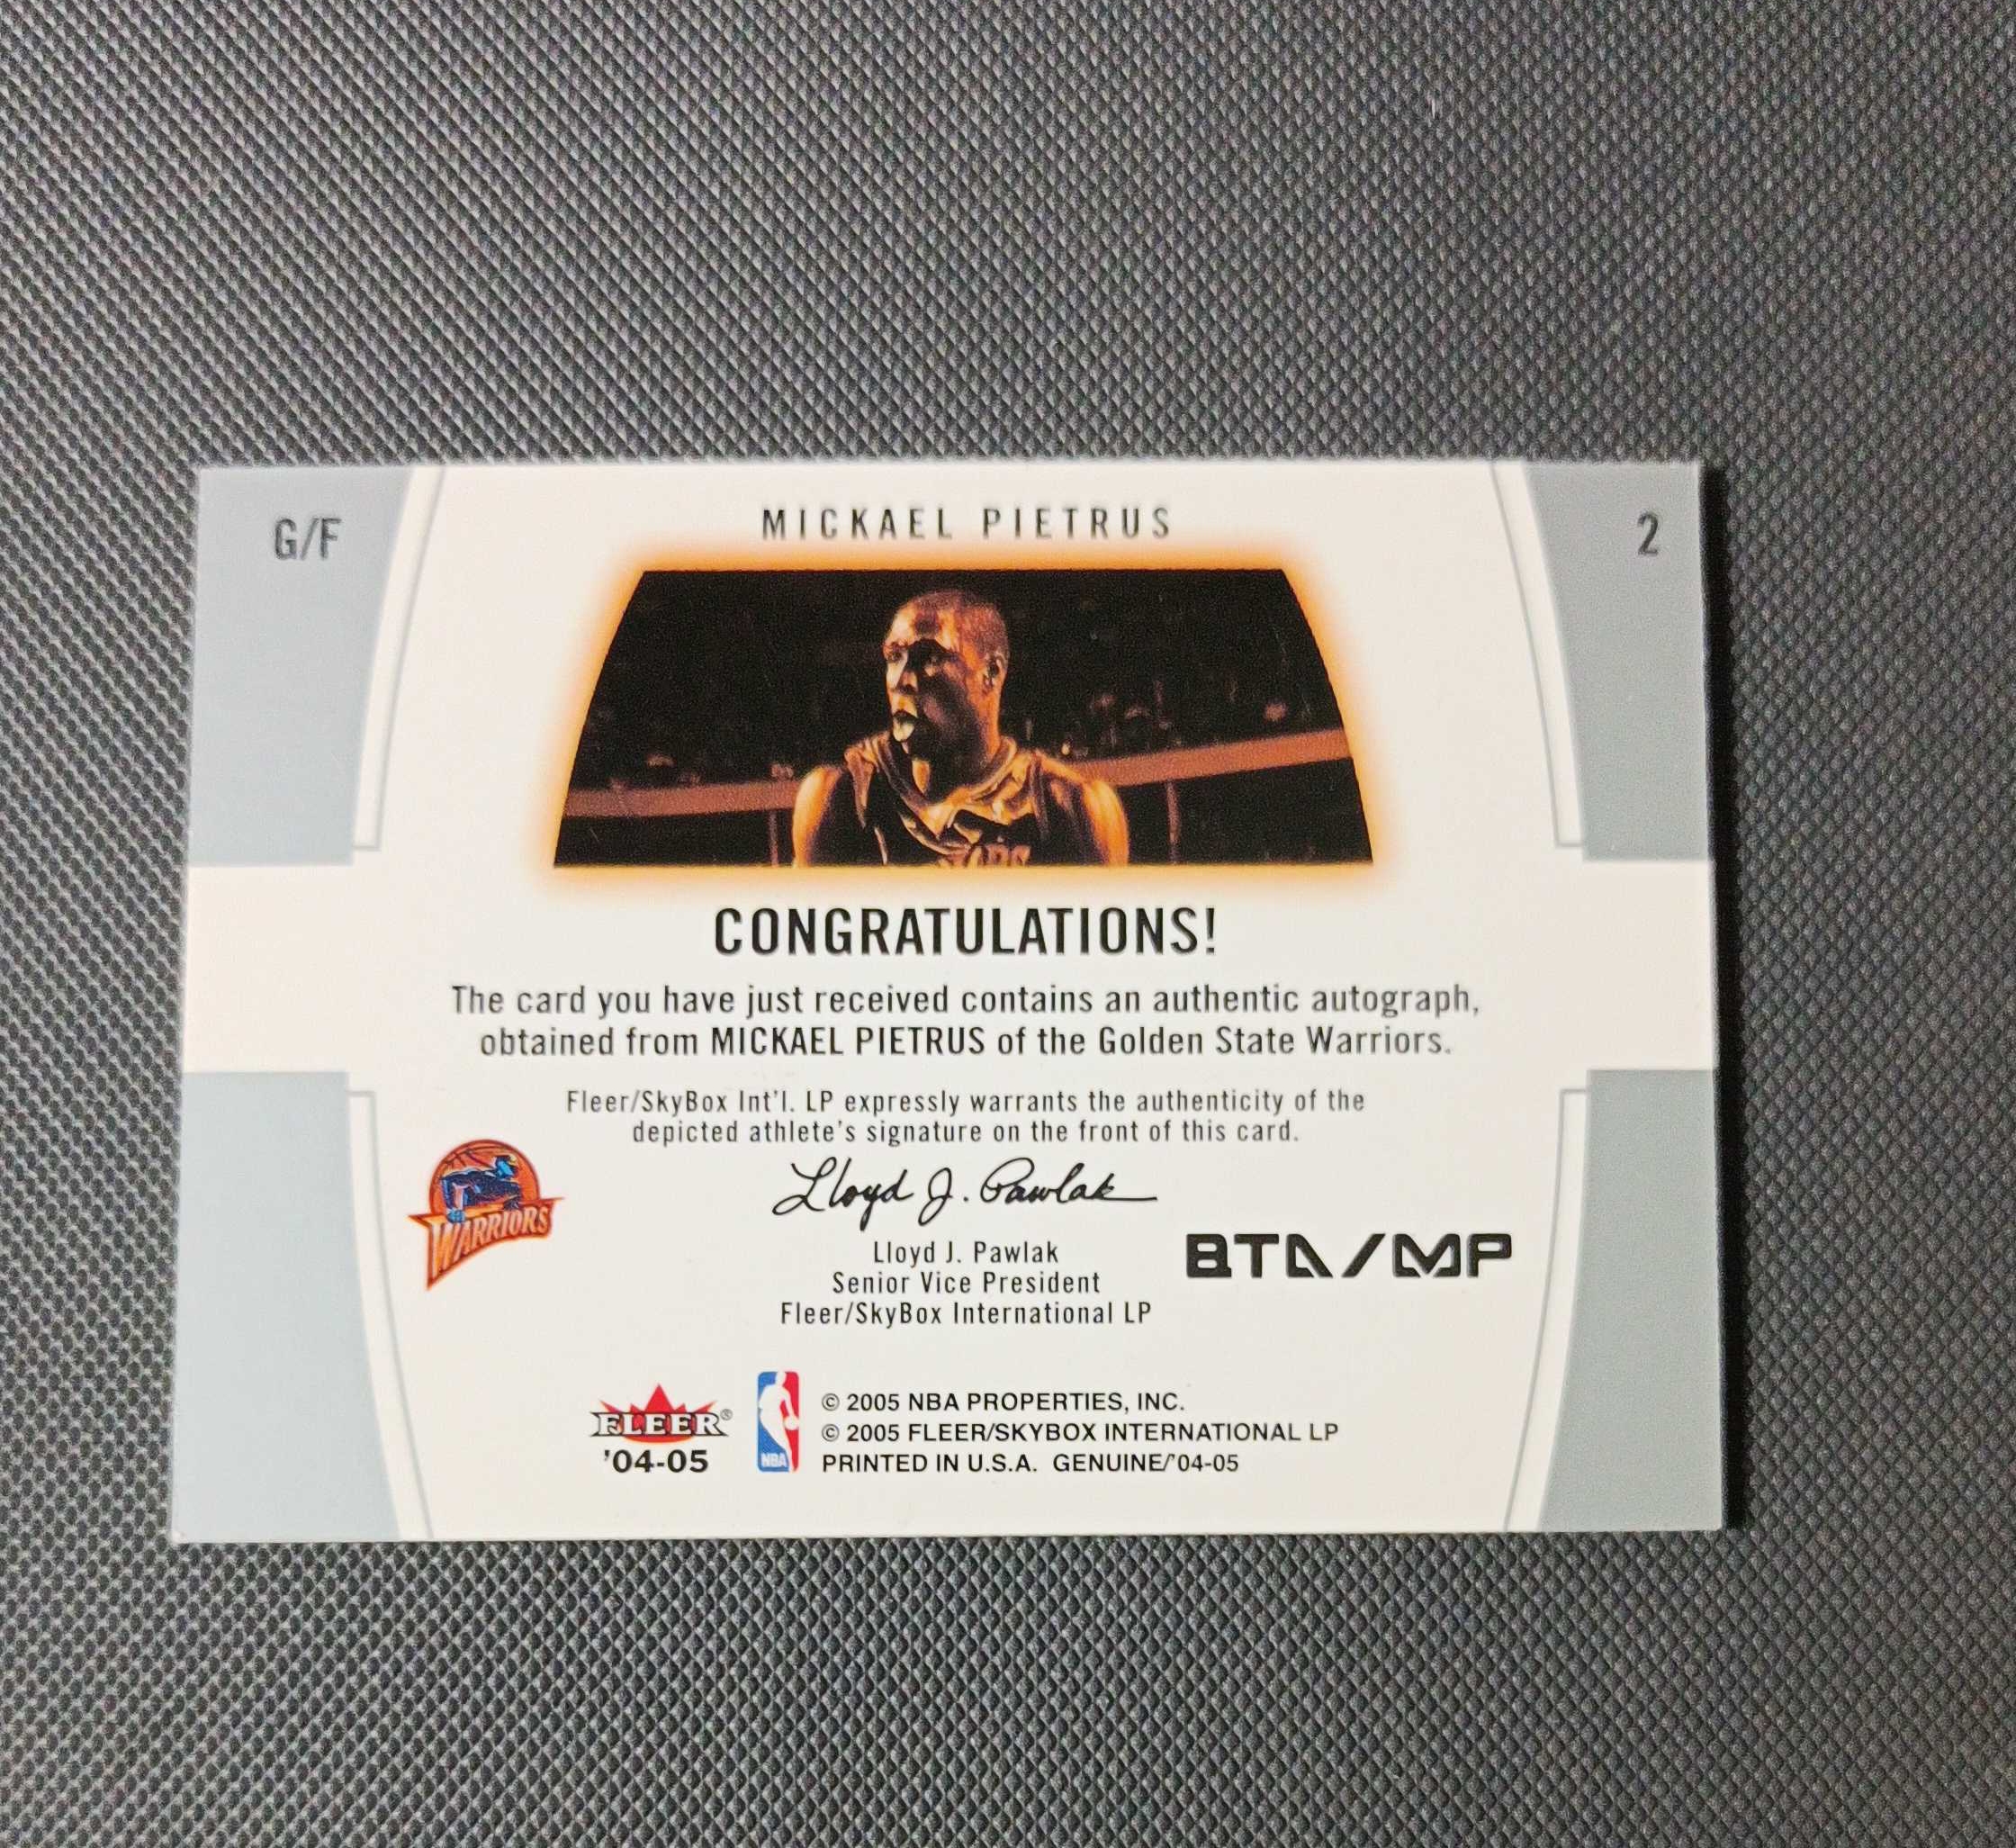 G/F
MICKAEL PIETRUS
2
CONGRATULATIONS!
The card you have just received contains an authentic autograph,
obtained from MICKAEL PIETRUS of the Golden State Warriors.
Fleer/SkyBox Int'l. LP expressly warrants the authenticity of the
depicted athlete's signature on the front of this card.
Lloyd J. Pawlak
WARRIORS
Lloyd J. Pawlak
Senior Vice President
Fleer/SkyBox International LP
BTA/MP
FLEER®
'04-05
NBA
© 2005 NBA PROPERTIES, INC.
© 2005 FLEER/SKYBOX INTERNATIONAL LP
PRINTED IN U.S.A. GENUINE/'04-05